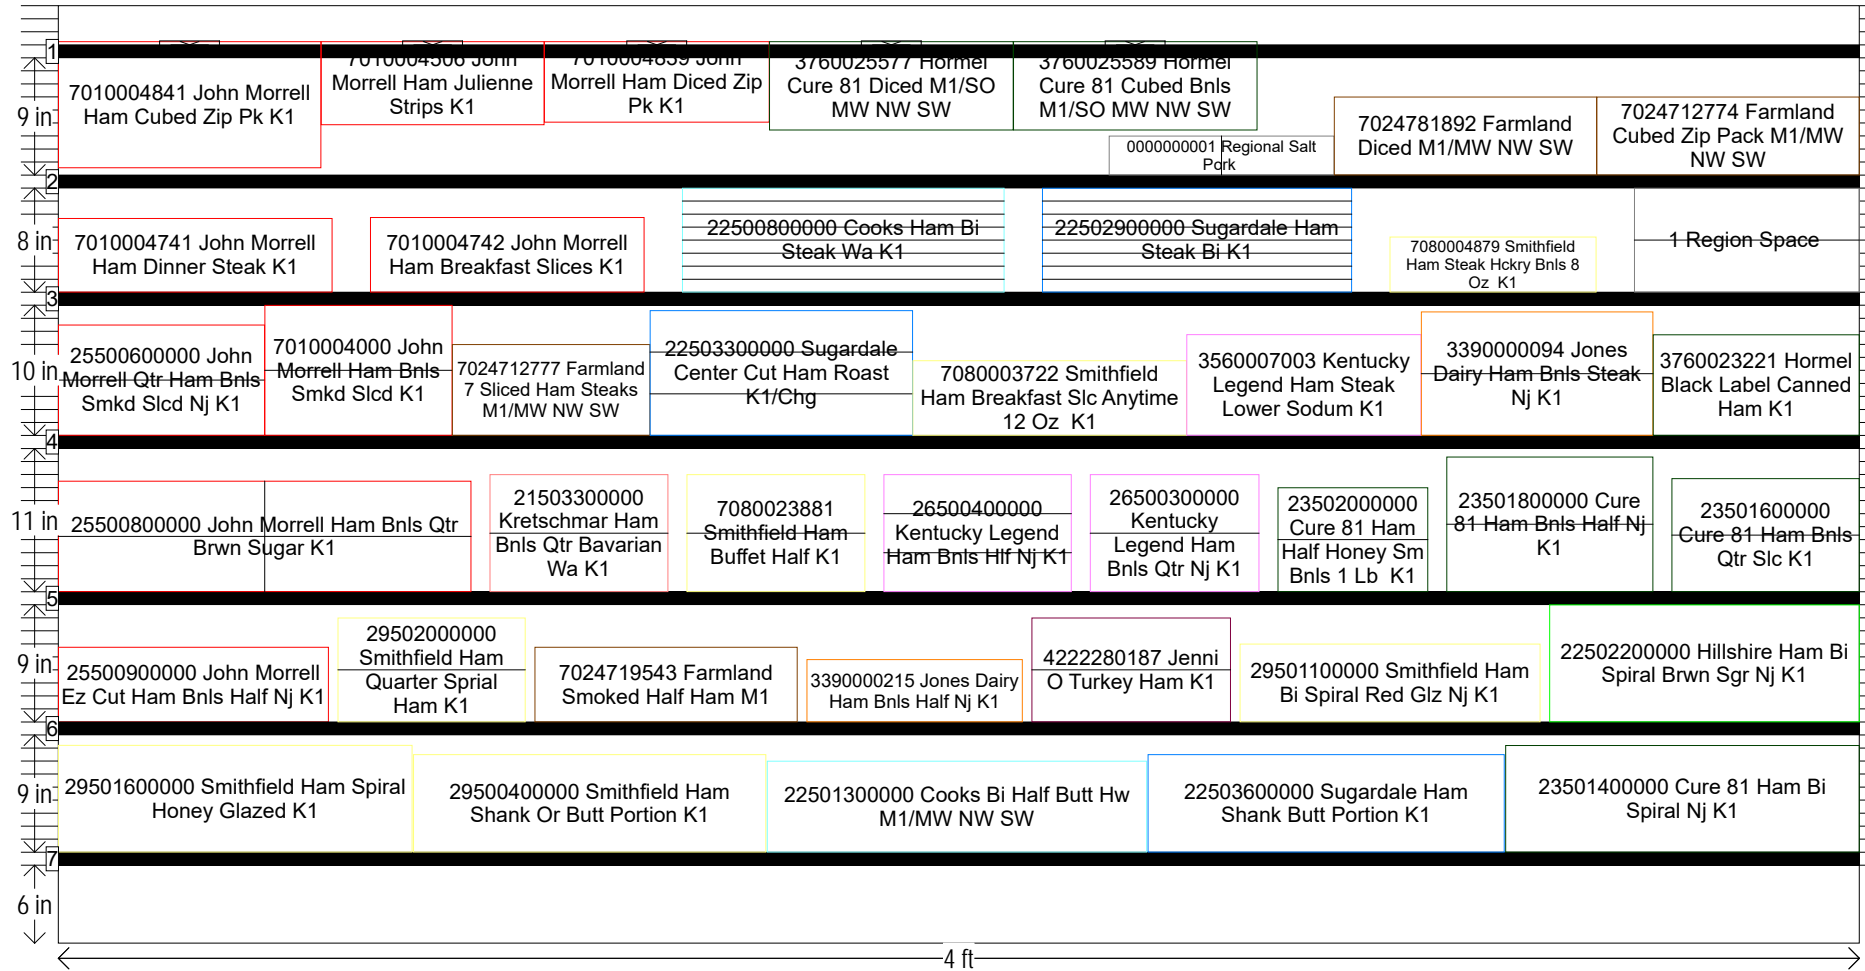 1
7010004841 John Morrell
Ham Cubed Zip Pk K1
7010004506 John
Morrell Ham Julienne
Strips K1
7010004839 John
Morrell Ham Diced Zip
Pk K1
3760025577 Hormel
Cure 81 Diced M1/SO
MW NW SW
3760025589 Hormel
Cure 81 Cubed Bnls
M1/SO MW NW SW
0000000001 Regional Salt
Pork
7024781892 Farmland
Diced M1/MW NW SW
7024712774 Farmland
Cubed Zip Pack M1/MW
NW SW
9 in
2
7010004741 John Morrell
Ham Dinner Steak K1
7010004742 John Morrell
Ham Breakfast Slices K1
22500800000 Cooks Ham Bi
Steak Wa K1
22502900000 Sugardale Ham
Steak Bi K1
7080004879 Smithfield
Ham Steak Hckry Bnls 8
Oz K1
1 Region Space
8 in
3
25500600000 John
Morrell Qtr Ham Bnls
Smkd Slcd Nj K1
7010004000 John
Morrell Ham Bnls
Smkd Slcd K1
7024712777 Farmland
7 Sliced Ham Steaks
M1/MW NW SW
22503300000 Sugardale
Center Cut Ham Roast
K1/Chg
7080003722 Smithfield
Ham Breakfast Slc Anytime
12 Oz K1
3560007003 Kentucky
Legend Ham Steak
Lower Sodum K1
3390000094 Jones
Dairy Ham Bnls Steak
Nj K1
3760023221 Hormel
Black Label Canned
Ham K1
10 in
4
25500800000 John Morrell Ham Bnls Qtr
Brwn Sugar K1
21503300000
Kretschmar Ham
Bnls Qtr Bavarian
Wa K1
7080023881
Smithfield Ham
Buffet Half K1
26500400000
Kentucky Legend
Ham Bnls Hlf Nj K1
26500300000
Kentucky
Legend Ham
Bnls Qtr Nj K1
23502000000
Cure 81 Ham
Half Honey Sm
Bnls 1 Lb K1
23501800000 Cure
81 Ham Bnls Half Nj
K1
23501600000
Cure 81 Ham Bnls
Qtr Slc K1
11 in
5
25500900000 John Morrell
Ez Cut Ham Bnls Half Nj K1
29502000000
Smithfield Ham
Quarter Sprial
Ham K1
7024719543 Farmland
Smoked Half Ham M1
3390000215 Jones Dairy
Ham Bnls Half Nj K1
4222280187 Jenni
O Turkey Ham K1
29501100000 Smithfield Ham
Bi Spiral Red Glz Nj K1
22502200000 Hillshire Ham Bi
Spiral Brwn Sgr Nj K1
9 in
6
29501600000 Smithfield Ham Spiral
Honey Glazed K1
29500400000 Smithfield Ham
Shank Or Butt Portion K1
22501300000 Cooks Bi Half Butt Hw
M1/MW NW SW
22503600000 Sugardale Ham
Shank Butt Portion K1
23501400000 Cure 81 Ham Bi
Spiral Nj K1
9 in
7
6 in
4 ft